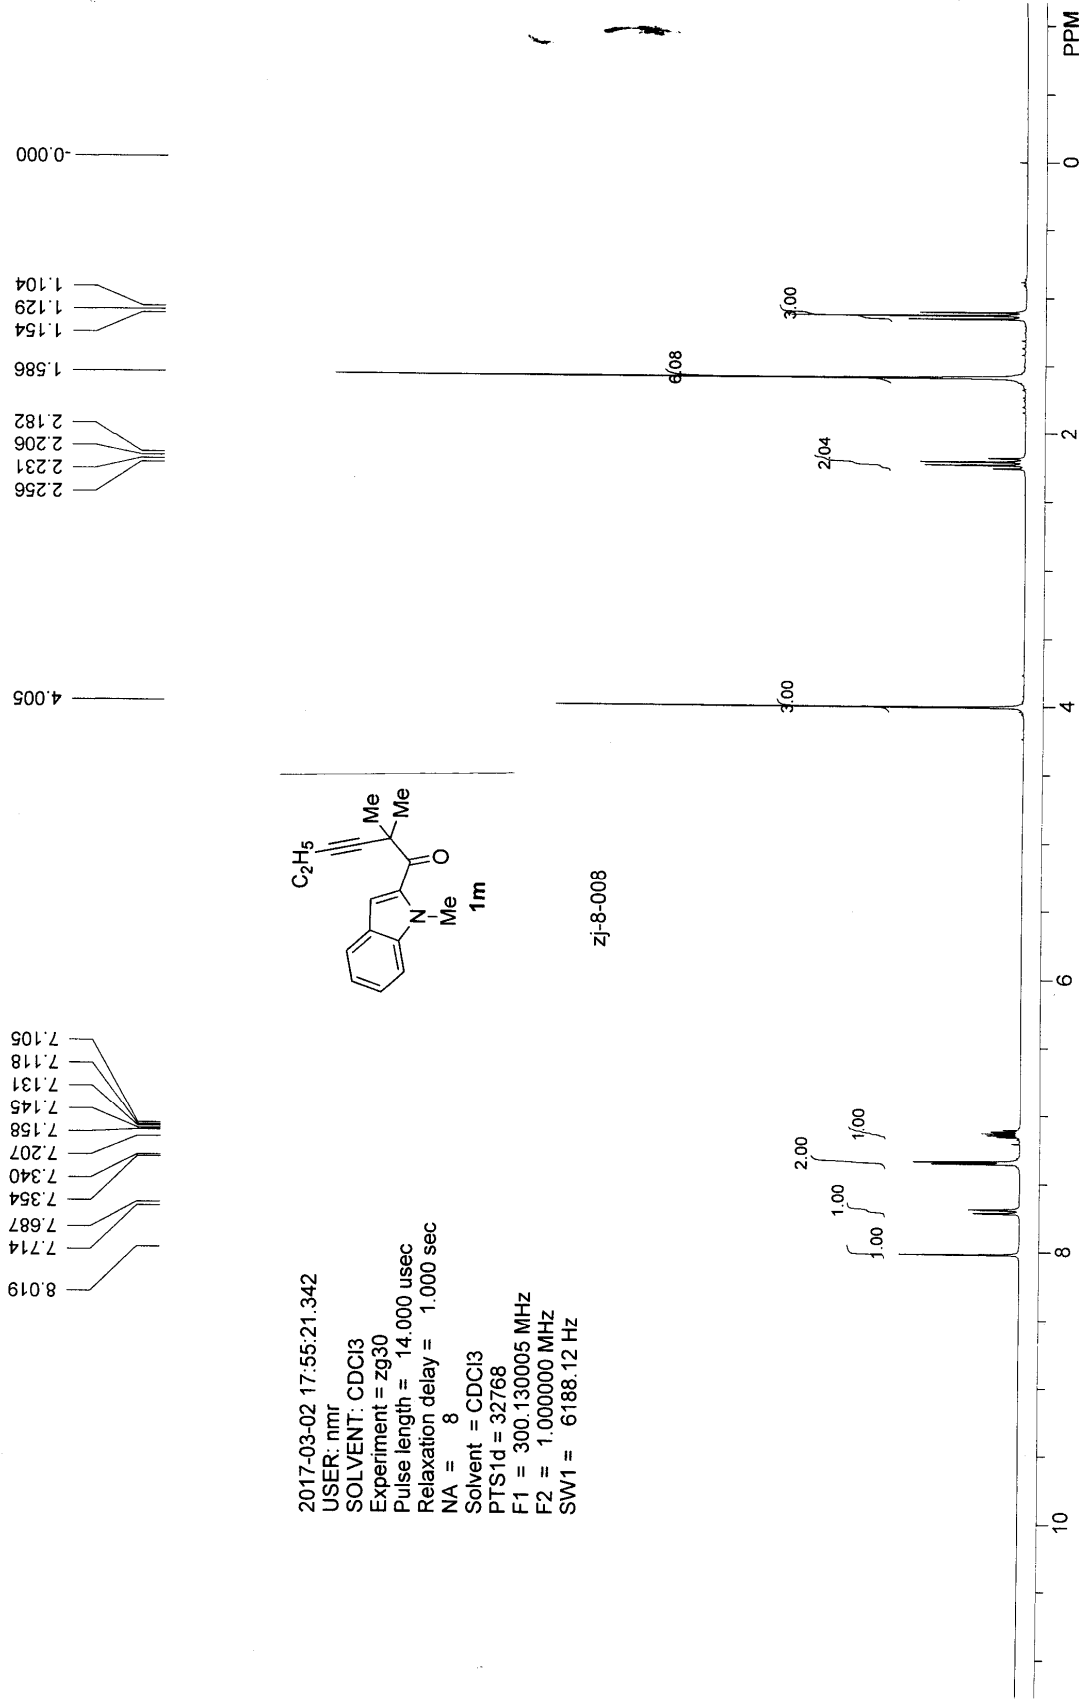 8.019
7.714
7.687
7.354
7.340
7.207
7.158
7.145
7.131
7.118
7.105
4.005
2.256
2.231
2.206
2.182
1.586
1.154
1.129
1.104
-0.000
2017-03-02 17:55:21.342
USER: nmr
SOLVENT: CDCl3
Experiment = zg30
Pulse length = 14.000 usec
Relaxation delay = 1.000 sec
NA = 8
Solvent = CDCl3
PTS1d = 32768
F1 = 300.130005 MHz
F2 = 1.000000 MHz
SW1 = 6188.12 Hz
C2H5
Me
Me
O
N
Me
1m
zj-8-008
1.00
1.00
2.00
1.00
3.00
2.04
6.08
3.00
10
8
6
4
2
0
PPM